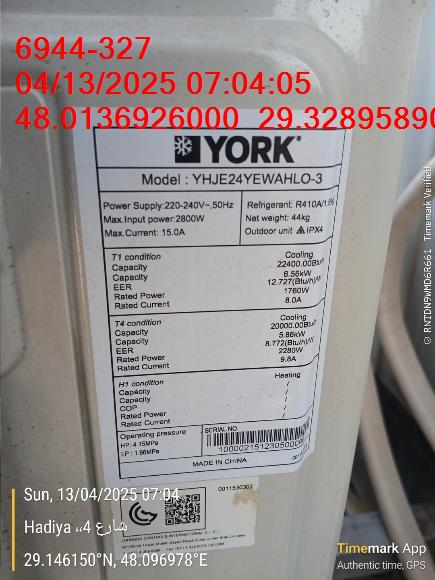 6944-327
04/13/2025 07:04:05
48.0136926000 29.32895890
YORK
Model : YHJE24YEWAHLO-3
Power Supply:220-240V~,50Hz
Max.Input power:2800W
Max.Current: 15.0A
Refrigerant: R410A/
Net weight: 44kg
Outdoor unit IPX4
T1 condition Cooling
Capacity 22400.00Btu/h
Capacity 6.56kW
EER 12.727(Btu/h)/W
Rated Power 1760W
Rated Current 8.0A
T4 condition Cooling
Capacity 20000.00Btu/h
Capacity 5.86kW
EER 8.772(Btu/h)/W
Rated Power 2280W
Rated Current 9.8A
H1 condition Heating
Capacity /
Capacity /
COP /
Rated Power /
Rated Current /
Operating pressure
HP: 4.15MPa
LP : 1.66MPa
SERIAL NO.
MADE IN CHINA
0011530302
JOHNSON CONTROLS INTERNATIONAL (L.L.C.)
Sun, 13/04/2025 07:04
Hadiya شارع 4،،
29.146150°N, 48.096978°E
Timemark App
Authentic time, GPS
RNTDN9WMD6R661 Timemark Verified